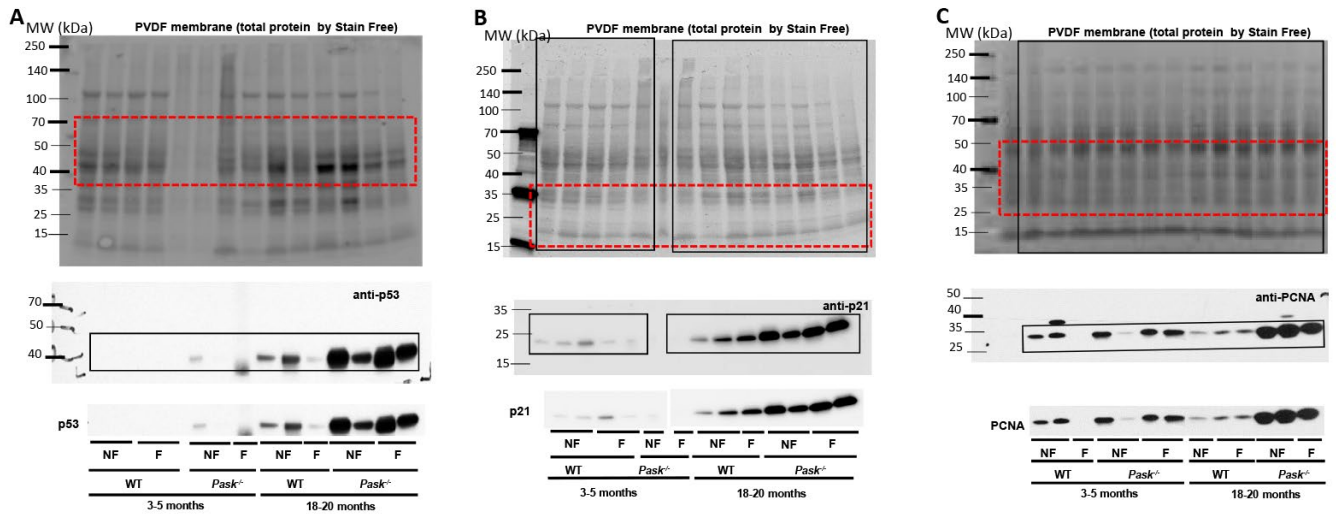 A
MW (kDa)
PVDF membrane (total protein by Stain Free)
250
140
100
70
50
40
35
25
15
anti-p53
70
50
40
p53
NF F NF F NF F NF F
WT Pask-/- WT Pask-/-
3-5 months 18-20 months
B
MW (kDa)
PVDF membrane (total protein by Stain Free)
250
140
100
70
50
40
35
25
15
anti-p21
35
25
15
p21
NF F NF F NF F NF F
WT Pask-/- WT Pask-/-
3-5 months 18-20 months
C
MW (kDa)
PVDF membrane (total protein by Stain Free)
250
140
100
70
50
40
35
25
15
anti-PCNA
50
40
35
25
PCNA
NF F NF F NF F NF F
WT Pask-/- WT Pask-/-
3-5 months 18-20 months